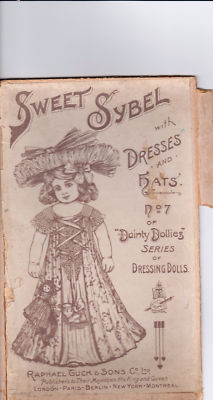 SWEET SYBEL
with
DRESSES
AND
HATS.
No 7
OF
"Dainty Dollies"
SERIES
OF
DRESSING DOLLS.
RAPHAEL TUCK & SONS Co. LTD.
Publishers to Their Majesties the King and Queen
LONDON · PARIS · BERLIN · NEW-YORK · MONTREAL